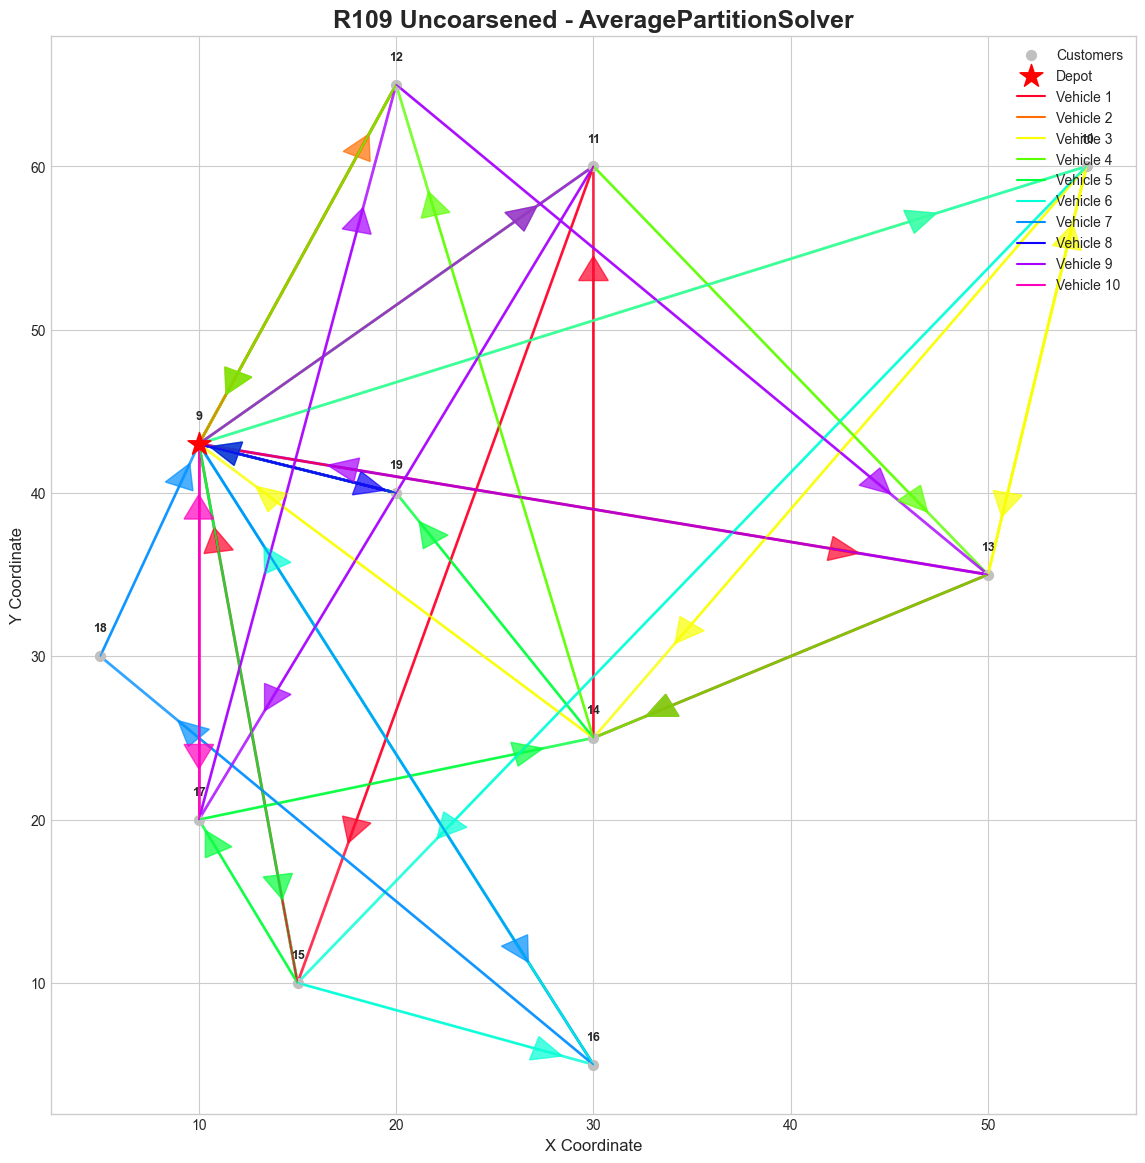 R109 Uncoarsened - AveragePartitionSolver
Customers
Depot
Vehicle 1
Vehicle 2
Vehicle 3
Vehicle 4
Vehicle 5
Vehicle 6
Vehicle 7
Vehicle 8
Vehicle 9
Vehicle 10
12
11
10
9
19
13
18
14
17
15
16
60
50
40
30
20
10
Y Coordinate
10
20
30
40
50
X Coordinate